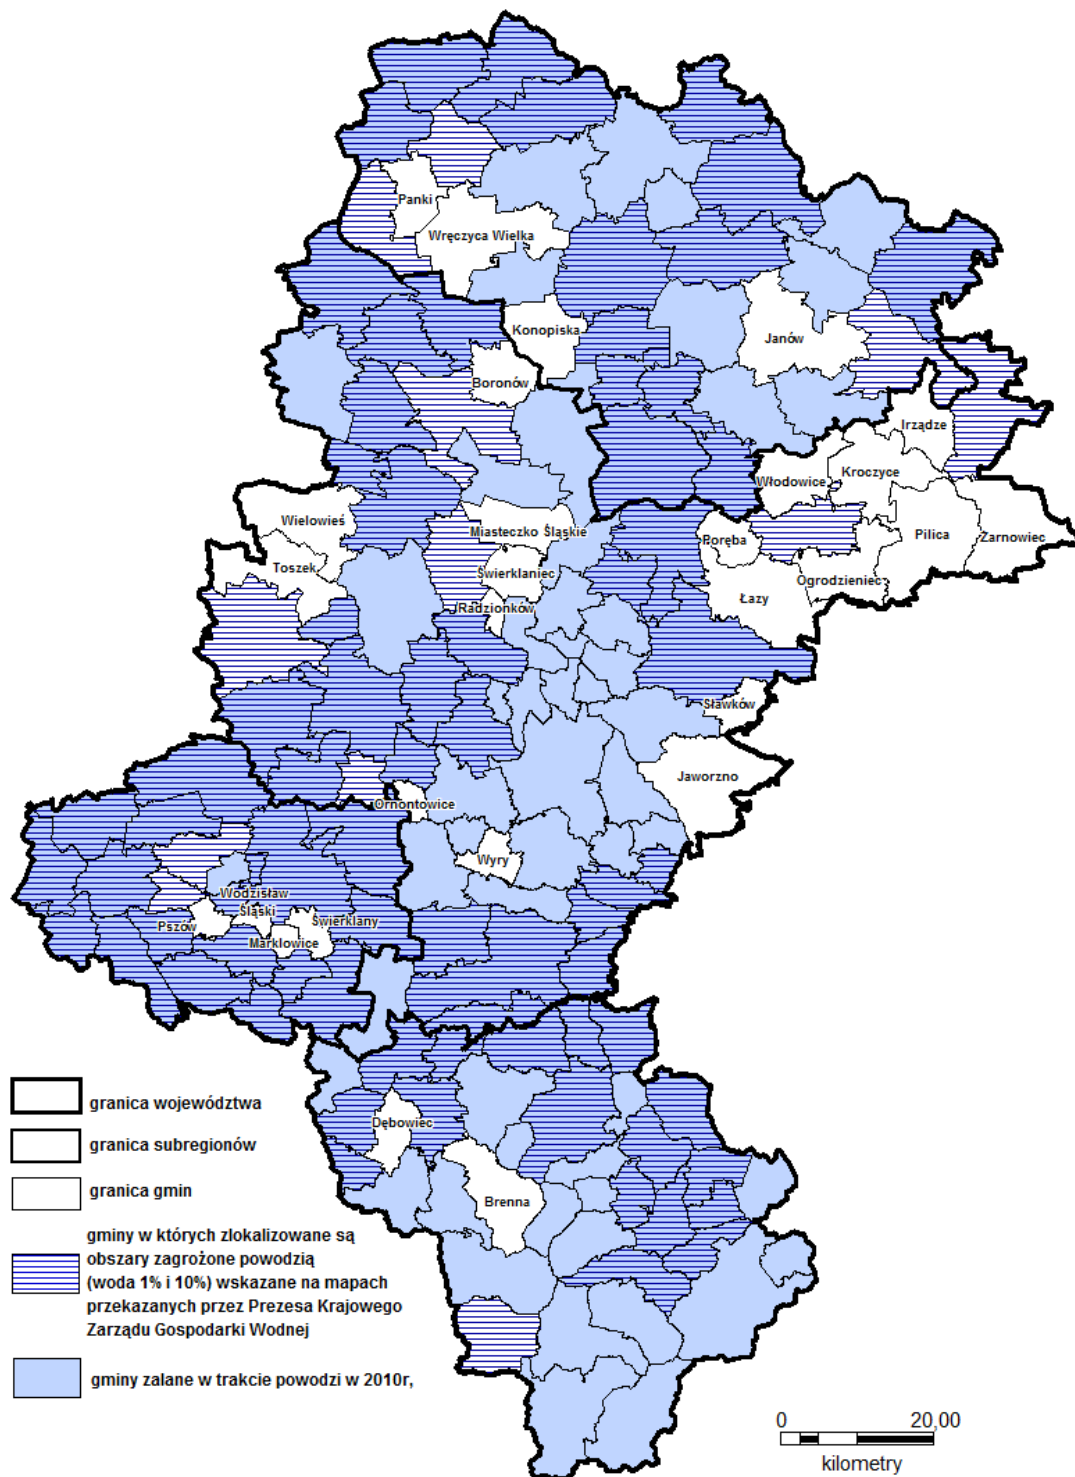 Panki
Wręczyca Wielka
Konopiska
Janów
Boronów
Irządze
Włodowice
Kroczyce
Wielowieś
Miasteczko Śląskie
Poręba
Pilica
Żarnowiec
Toszek
Świerklaniec
Ogrodzieniec
Łazy
Radzionków
Sławków
Jaworzno
Ornontowice
Wyry
Wodzisław
Śląski
Pszów
Świerklany
Marklowice
Dębowiec
Brenna
granica województwa
granica subregionów
granica gmin
gminy w których zlokalizowane są
obszary zagrożone powodzią
(woda 1% i 10%) wskazane na mapach
przekazanych przez Prezesa Krajowego
Zarządu Gospodarki Wodnej
gminy zalane w trakcie powodzi w 2010r,
0 20,00
kilometry